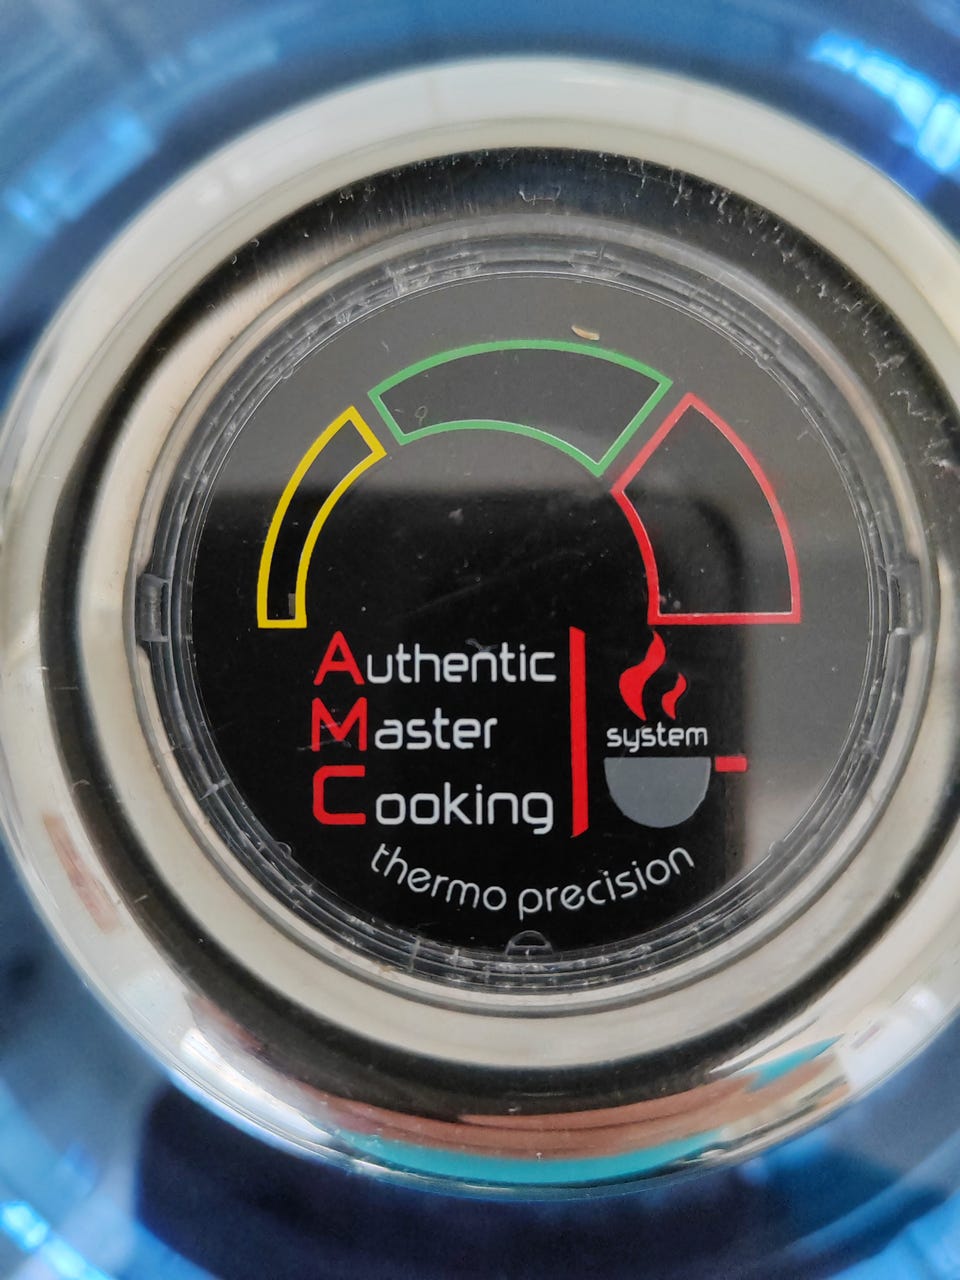 Authentic
Master
Cooking
system
thermo precision